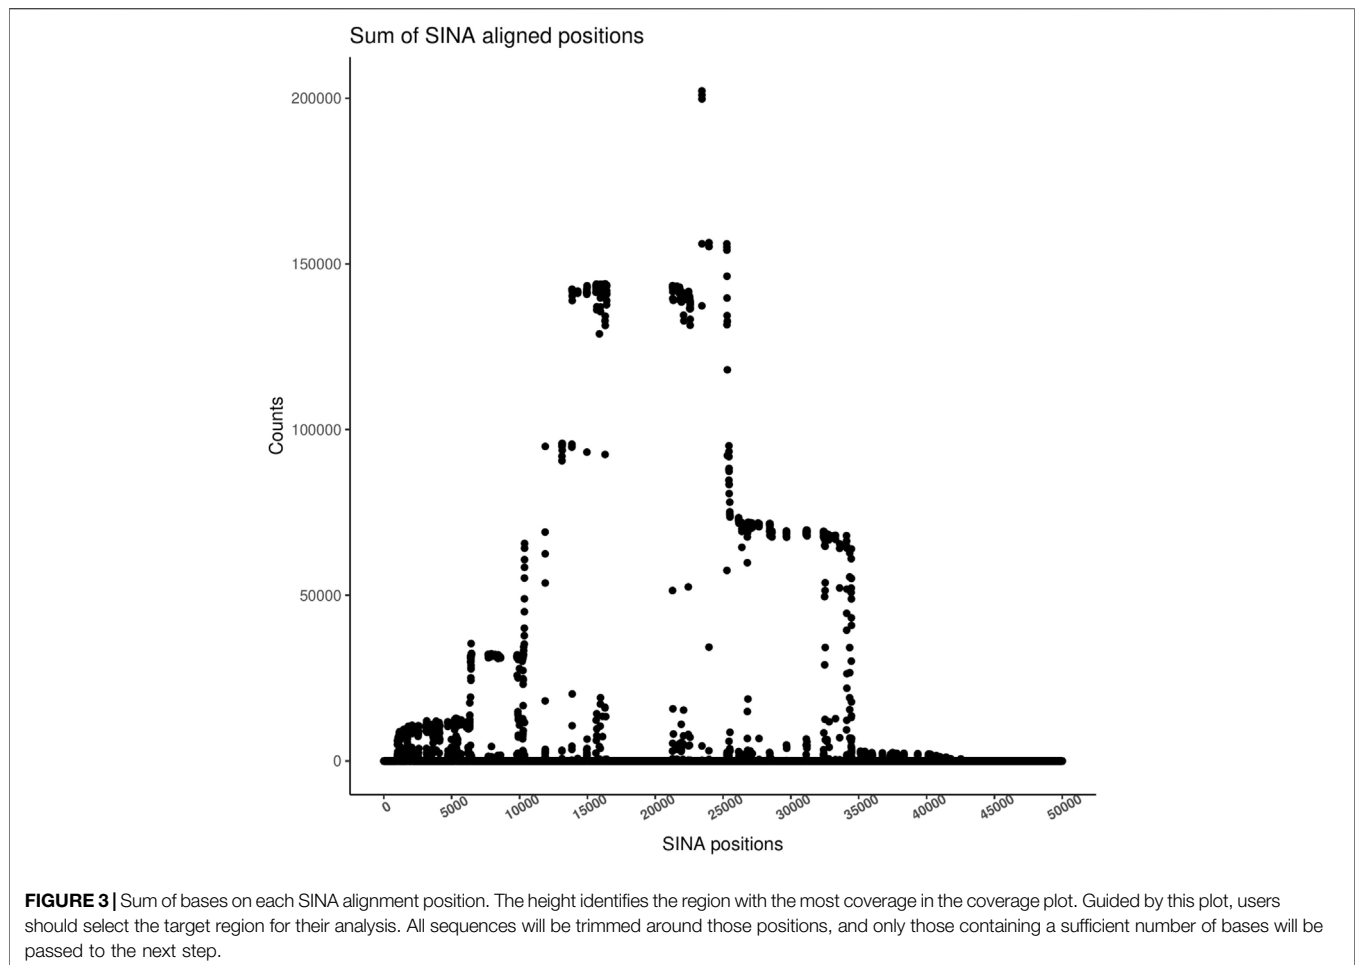 Sum of SINA aligned positions
200000
150000
100000
50000
0
Counts
0 5000 10000 15000 20000 25000 30000 35000 40000 45000 50000
SINA positions
FIGURE 3 | Sum of bases on each SINA alignment position. The height identifies the region with the most coverage in the coverage plot. Guided by this plot, users
should select the target region for their analysis. All sequences will be trimmed around those positions, and only those containing a sufficient number of bases will be
passed to the next step.